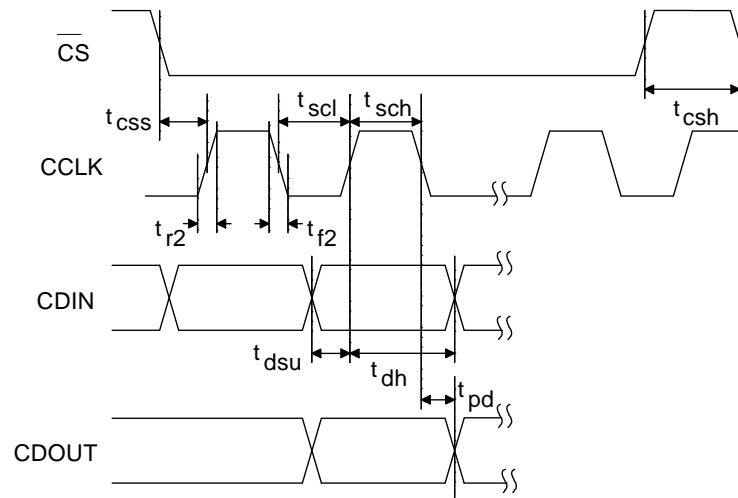 CS
t css
t scl
t sch
t csh
CCLK
t r2
t f2
CDIN
t dsu
t dh
t pd
CDOUT